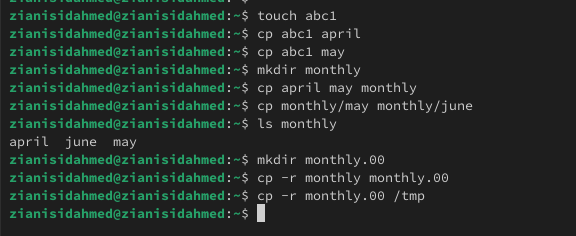 zianisidahmed@zianisidahmed:~$ touch abc1
zianisidahmed@zianisidahmed:~$ cp abc1 april
zianisidahmed@zianisidahmed:~$ cp abc1 may
zianisidahmed@zianisidahmed:~$ mkdir monthly
zianisidahmed@zianisidahmed:~$ cp april may monthly
zianisidahmed@zianisidahmed:~$ cp monthly/may monthly/june
zianisidahmed@zianisidahmed:~$ ls monthly
april  june  may
zianisidahmed@zianisidahmed:~$ mkdir monthly.00
zianisidahmed@zianisidahmed:~$ cp -r monthly monthly.00
zianisidahmed@zianisidahmed:~$ cp -r monthly.00 /tmp
zianisidahmed@zianisidahmed:~$